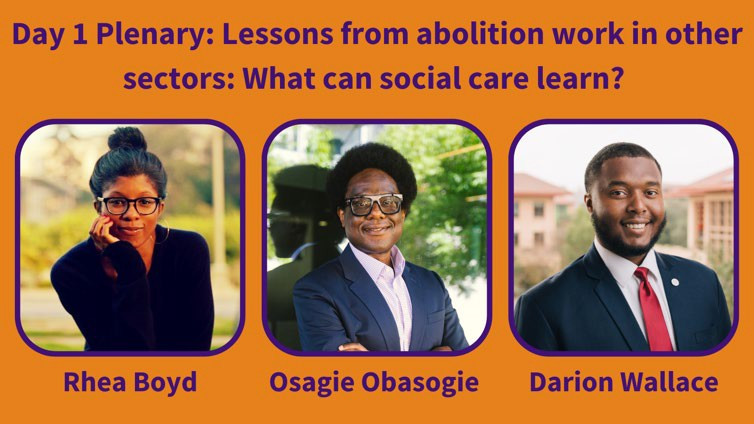 Day 1 Plenary: Lessons from abolition work in other
sectors: What can social care learn?
Rhea Boyd
Osagie Obasogie
Darion Wallace